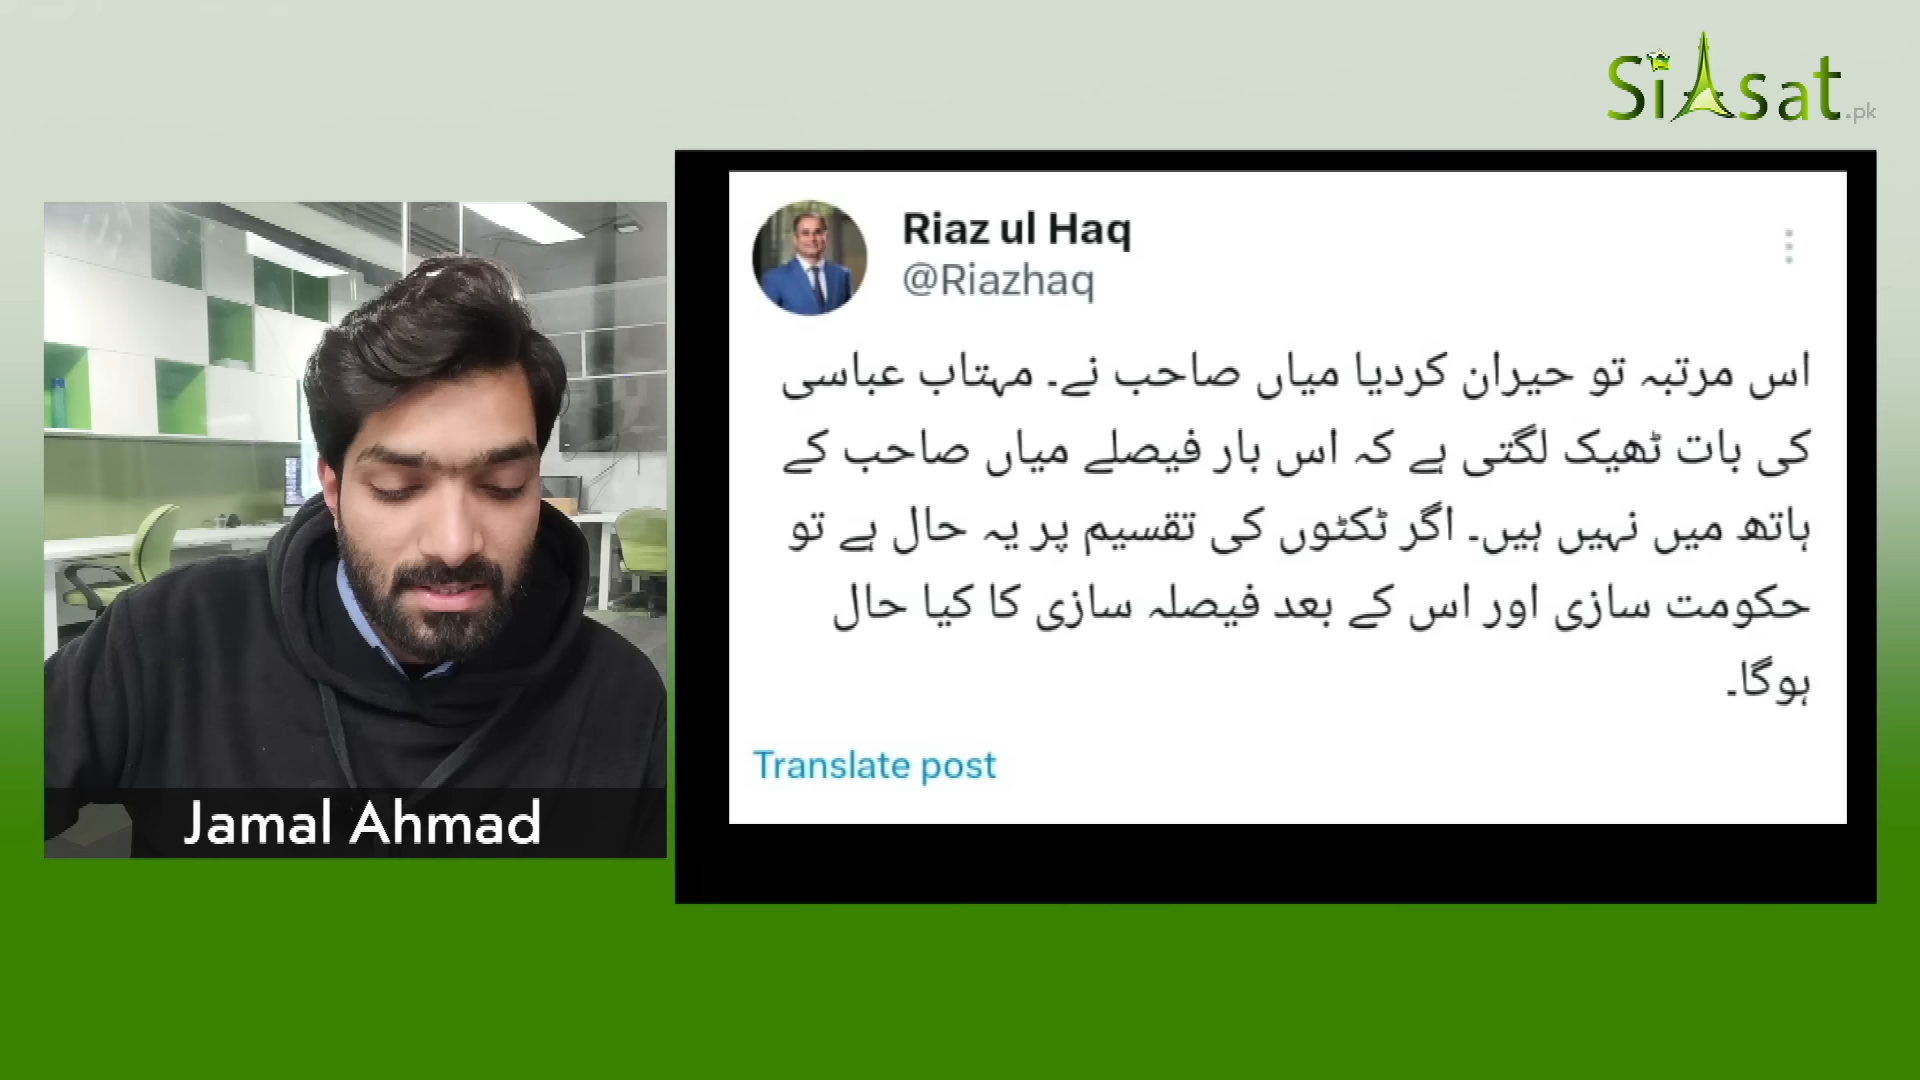 SiAsat.pk
Riaz ul Haq
@Riazhaq
اس مرتبہ تو حیران کردیا میاں صاحب نے۔ مہتاب عباسی
کی بات ٹھیک لگتی ہے کہ اس بار فیصلے میاں صاحب کے
ہاتھ میں نہیں ہیں۔ اگر ٹکٹوں کی تقسیم پر یہ حال ہے تو
حکومت سازی اور اس کے بعد فیصلہ سازی کا کیا حال
ہوگا۔
Translate post
Jamal Ahmad